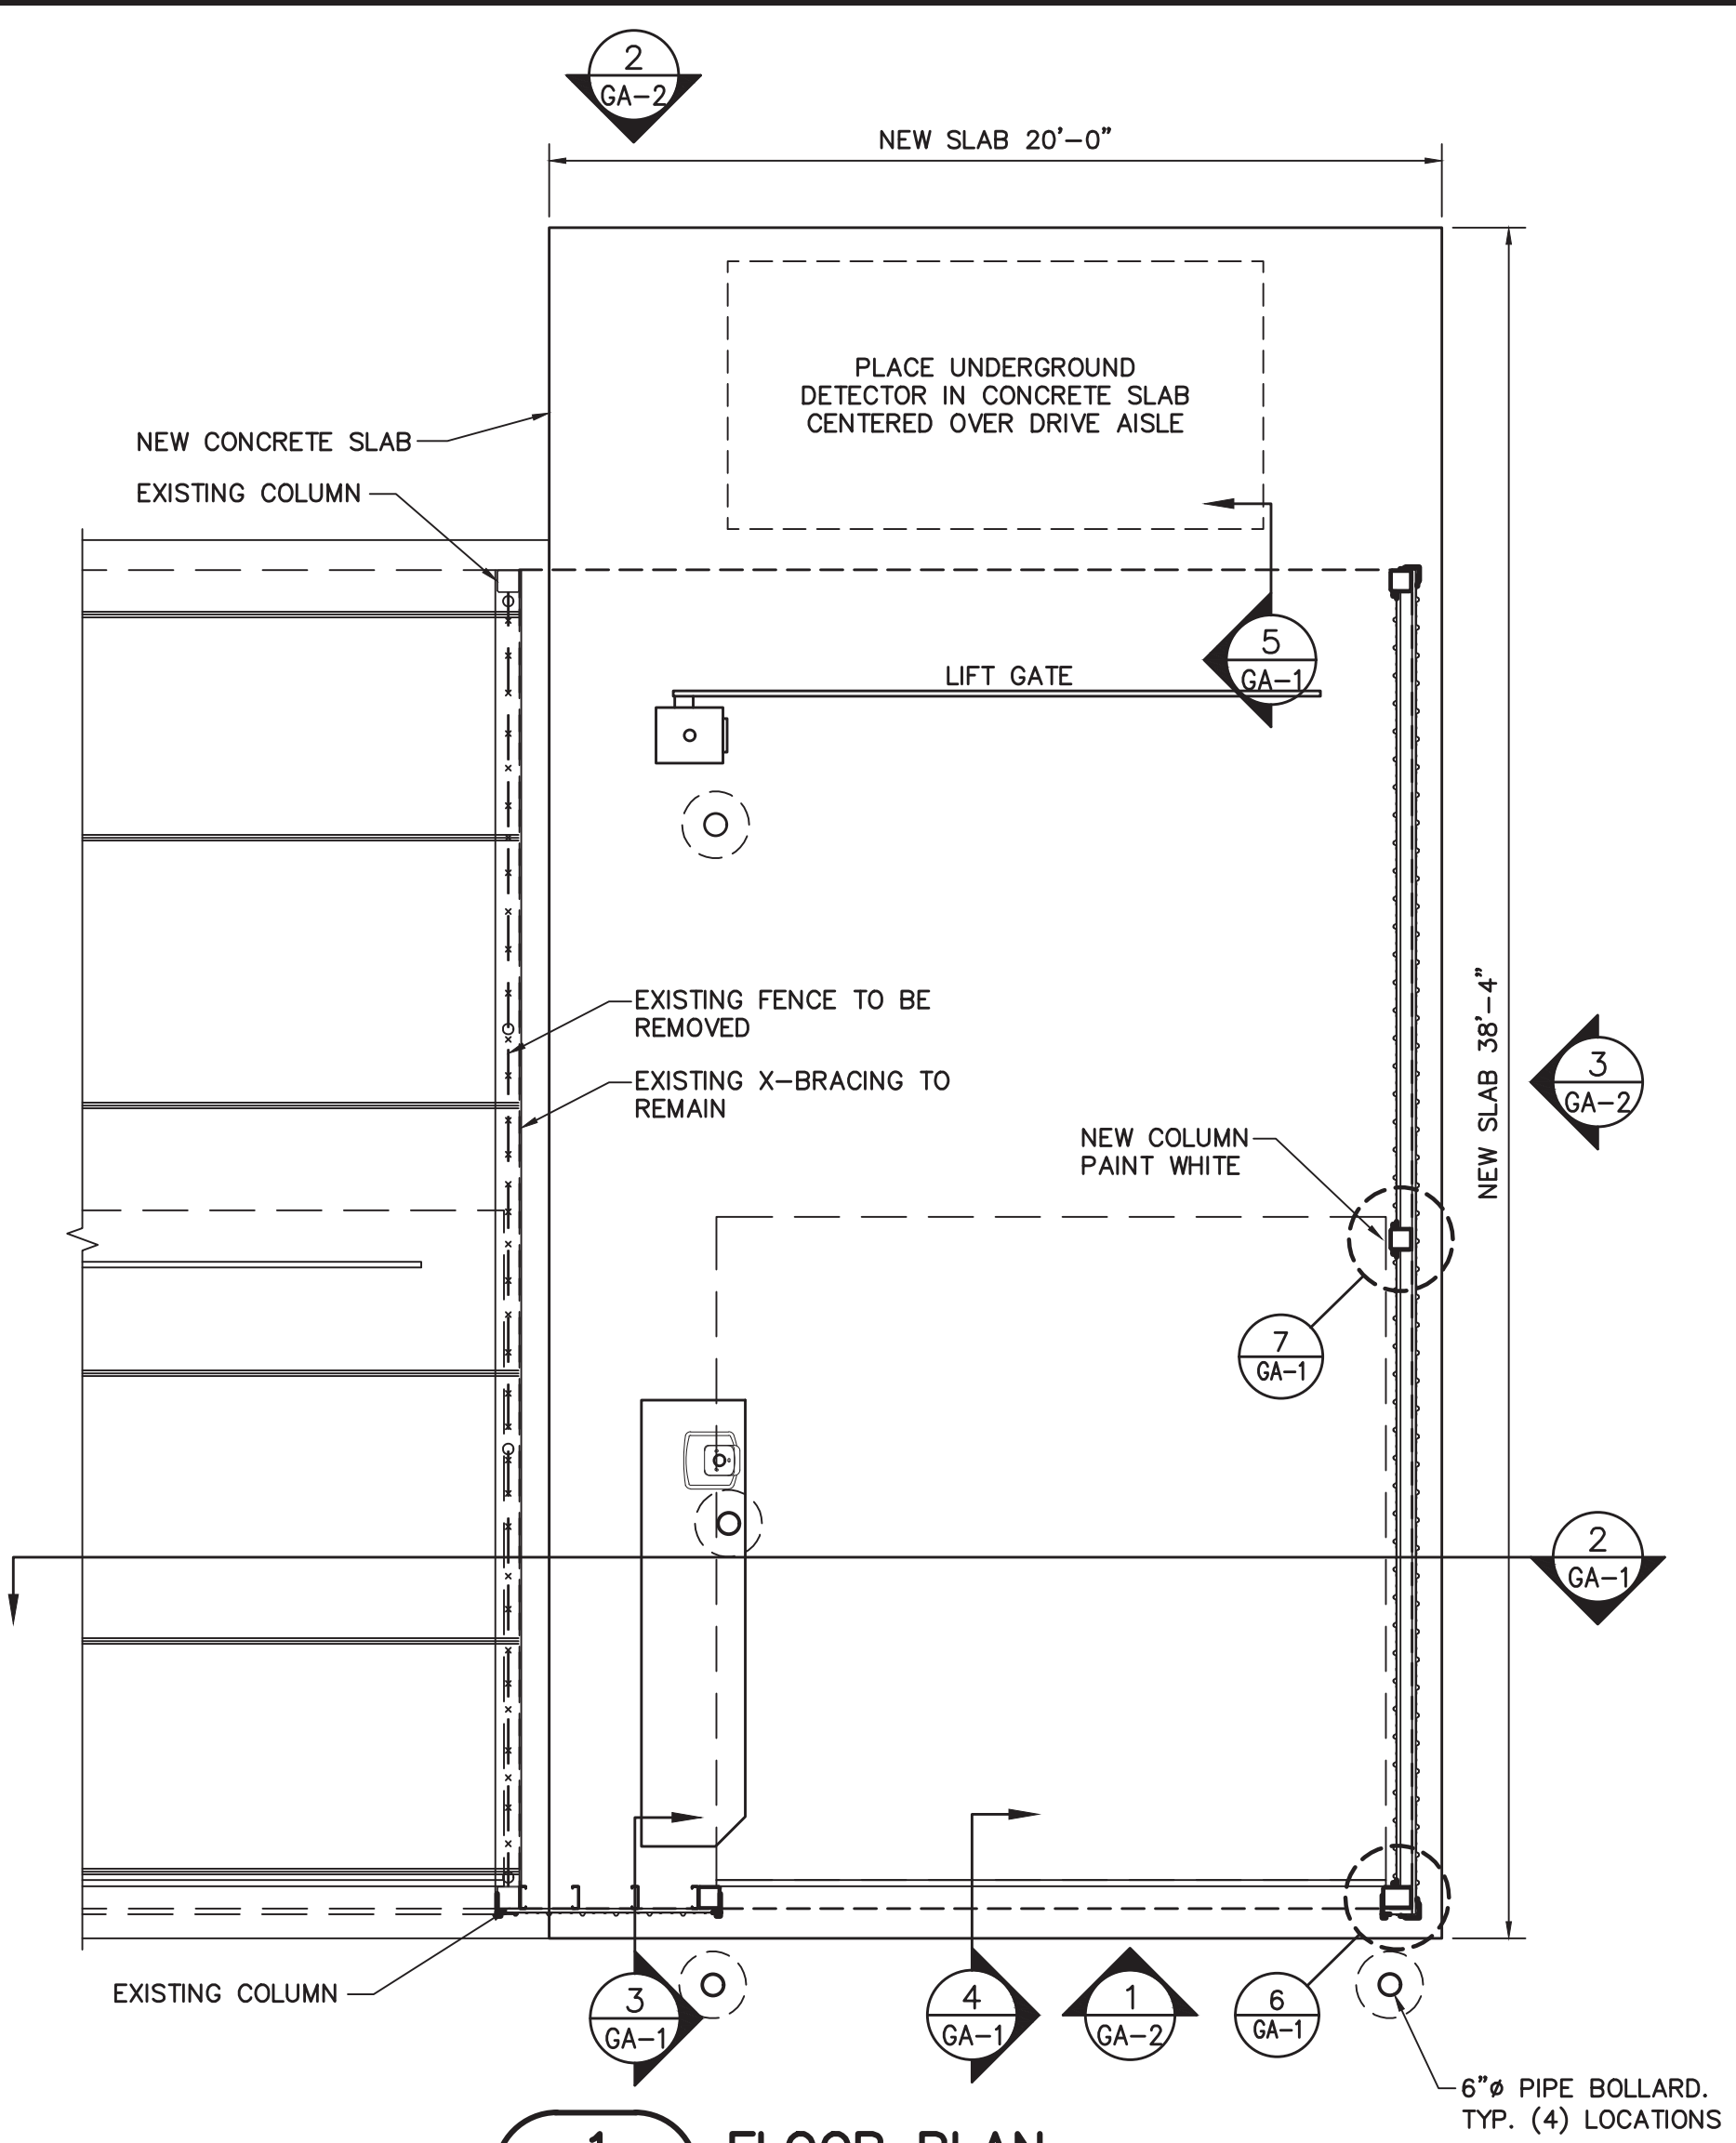 2
GA-2
NEW SLAB 20'-0"
PLACE UNDERGROUND
DETECTOR IN CONCRETE SLAB
CENTERED OVER DRIVE AISLE
NEW CONCRETE SLAB
EXISTING COLUMN
5
GA-1
LIFT GATE
EXISTING FENCE TO BE
REMOVED
EXISTING X-BRACING TO
REMAIN
NEW SLAB 38'-4"
3
GA-2
NEW COLUMN
PAINT WHITE
7
GA-1
2
GA-1
EXISTING COLUMN
3
GA-1
4
GA-1
1
GA-2
6
GA-1
6"ø PIPE BOLLARD.
TYP. (4) LOCATIONS
1
FLOOR PLAN